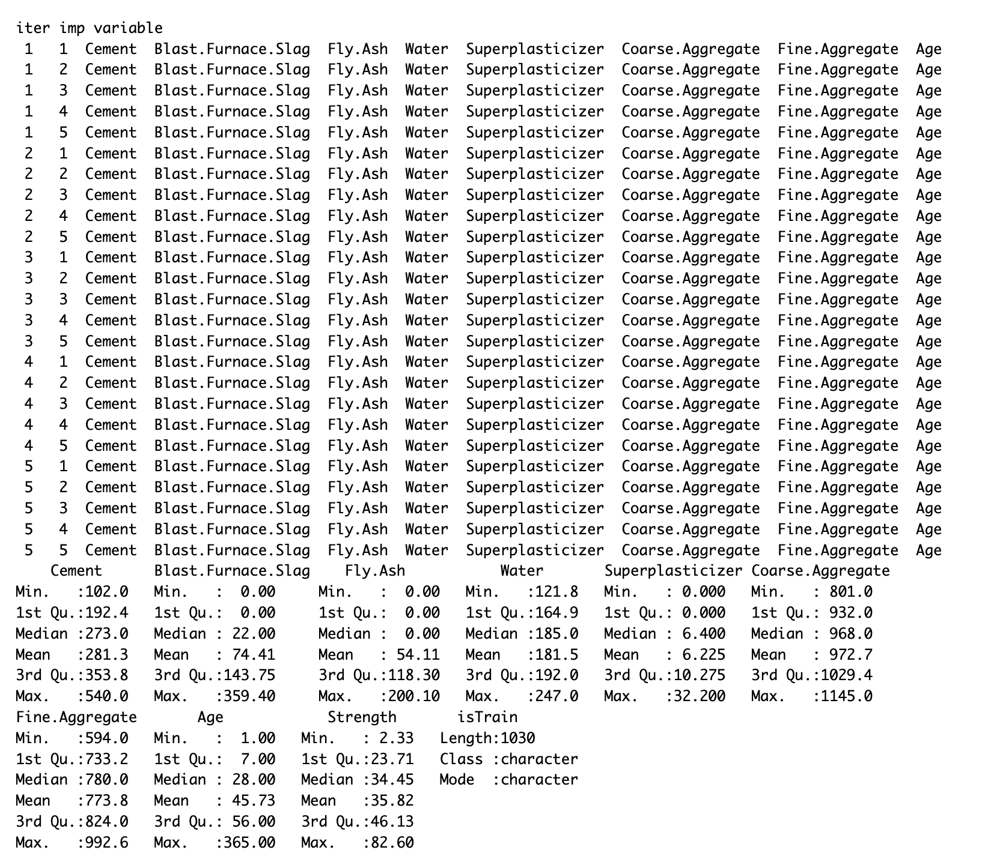 iter imp variable
 1   1  Cement  Blast.Furnace.Slag  Fly.Ash  Water  Superplasticizer  Coarse.Aggregate  Fine.Aggregate  Age
 1   2  Cement  Blast.Furnace.Slag  Fly.Ash  Water  Superplasticizer  Coarse.Aggregate  Fine.Aggregate  Age
 1   3  Cement  Blast.Furnace.Slag  Fly.Ash  Water  Superplasticizer  Coarse.Aggregate  Fine.Aggregate  Age
 1   4  Cement  Blast.Furnace.Slag  Fly.Ash  Water  Superplasticizer  Coarse.Aggregate  Fine.Aggregate  Age
 1   5  Cement  Blast.Furnace.Slag  Fly.Ash  Water  Superplasticizer  Coarse.Aggregate  Fine.Aggregate  Age
 2   1  Cement  Blast.Furnace.Slag  Fly.Ash  Water  Superplasticizer  Coarse.Aggregate  Fine.Aggregate  Age
 2   2  Cement  Blast.Furnace.Slag  Fly.Ash  Water  Superplasticizer  Coarse.Aggregate  Fine.Aggregate  Age
 2   3  Cement  Blast.Furnace.Slag  Fly.Ash  Water  Superplasticizer  Coarse.Aggregate  Fine.Aggregate  Age
 2   4  Cement  Blast.Furnace.Slag  Fly.Ash  Water  Superplasticizer  Coarse.Aggregate  Fine.Aggregate  Age
 2   5  Cement  Blast.Furnace.Slag  Fly.Ash  Water  Superplasticizer  Coarse.Aggregate  Fine.Aggregate  Age
 3   1  Cement  Blast.Furnace.Slag  Fly.Ash  Water  Superplasticizer  Coarse.Aggregate  Fine.Aggregate  Age
 3   2  Cement  Blast.Furnace.Slag  Fly.Ash  Water  Superplasticizer  Coarse.Aggregate  Fine.Aggregate  Age
 3   3  Cement  Blast.Furnace.Slag  Fly.Ash  Water  Superplasticizer  Coarse.Aggregate  Fine.Aggregate  Age
 3   4  Cement  Blast.Furnace.Slag  Fly.Ash  Water  Superplasticizer  Coarse.Aggregate  Fine.Aggregate  Age
 3   5  Cement  Blast.Furnace.Slag  Fly.Ash  Water  Superplasticizer  Coarse.Aggregate  Fine.Aggregate  Age
 4   1  Cement  Blast.Furnace.Slag  Fly.Ash  Water  Superplasticizer  Coarse.Aggregate  Fine.Aggregate  Age
 4   2  Cement  Blast.Furnace.Slag  Fly.Ash  Water  Superplasticizer  Coarse.Aggregate  Fine.Aggregate  Age
 4   3  Cement  Blast.Furnace.Slag  Fly.Ash  Water  Superplasticizer  Coarse.Aggregate  Fine.Aggregate  Age
 4   4  Cement  Blast.Furnace.Slag  Fly.Ash  Water  Superplasticizer  Coarse.Aggregate  Fine.Aggregate  Age
 4   5  Cement  Blast.Furnace.Slag  Fly.Ash  Water  Superplasticizer  Coarse.Aggregate  Fine.Aggregate  Age
 5   1  Cement  Blast.Furnace.Slag  Fly.Ash  Water  Superplasticizer  Coarse.Aggregate  Fine.Aggregate  Age
 5   2  Cement  Blast.Furnace.Slag  Fly.Ash  Water  Superplasticizer  Coarse.Aggregate  Fine.Aggregate  Age
 5   3  Cement  Blast.Furnace.Slag  Fly.Ash  Water  Superplasticizer  Coarse.Aggregate  Fine.Aggregate  Age
 5   4  Cement  Blast.Furnace.Slag  Fly.Ash  Water  Superplasticizer  Coarse.Aggregate  Fine.Aggregate  Age
 5   5  Cement  Blast.Furnace.Slag  Fly.Ash  Water  Superplasticizer  Coarse.Aggregate  Fine.Aggregate  Age
    Cement      Blast.Furnace.Slag    Fly.Ash           Water       Superplasticizer Coarse.Aggregate
Min.   :102.0   Min.   :  0.00     Min.   :  0.00   Min.   :121.8   Min.   : 0.000   Min.   : 801.0
1st Qu.:192.4   1st Qu.:  0.00     1st Qu.:  0.00   1st Qu.:164.9   1st Qu.: 0.000   1st Qu.: 932.0
Median :273.0   Median : 22.00     Median :  0.00   Median :185.0   Median : 6.400   Median : 968.0
Mean   :281.3   Mean   : 74.41     Mean   : 54.11   Mean   :181.5   Mean   : 6.225   Mean   : 972.7
3rd Qu.:353.8   3rd Qu.:143.75     3rd Qu.:118.30   3rd Qu.:192.0   3rd Qu.:10.275   3rd Qu.:1029.4
Max.   :540.0   Max.   :359.40     Max.   :200.10   Max.   :247.0   Max.   :32.200   Max.   :1145.0
Fine.Aggregate       Age            Strength       isTrain
Min.   :594.0   Min.   :  1.00   Min.   : 2.33   Length:1030
1st Qu.:733.2   1st Qu.:  7.00   1st Qu.:23.71   Class :character
Median :780.0   Median : 28.00   Median :34.45   Mode  :character
Mean   :773.8   Mean   : 45.73   Mean   :35.82
3rd Qu.:824.0   3rd Qu.: 56.00   3rd Qu.:46.13
Max.   :992.6   Max.   :365.00   Max.   :82.60